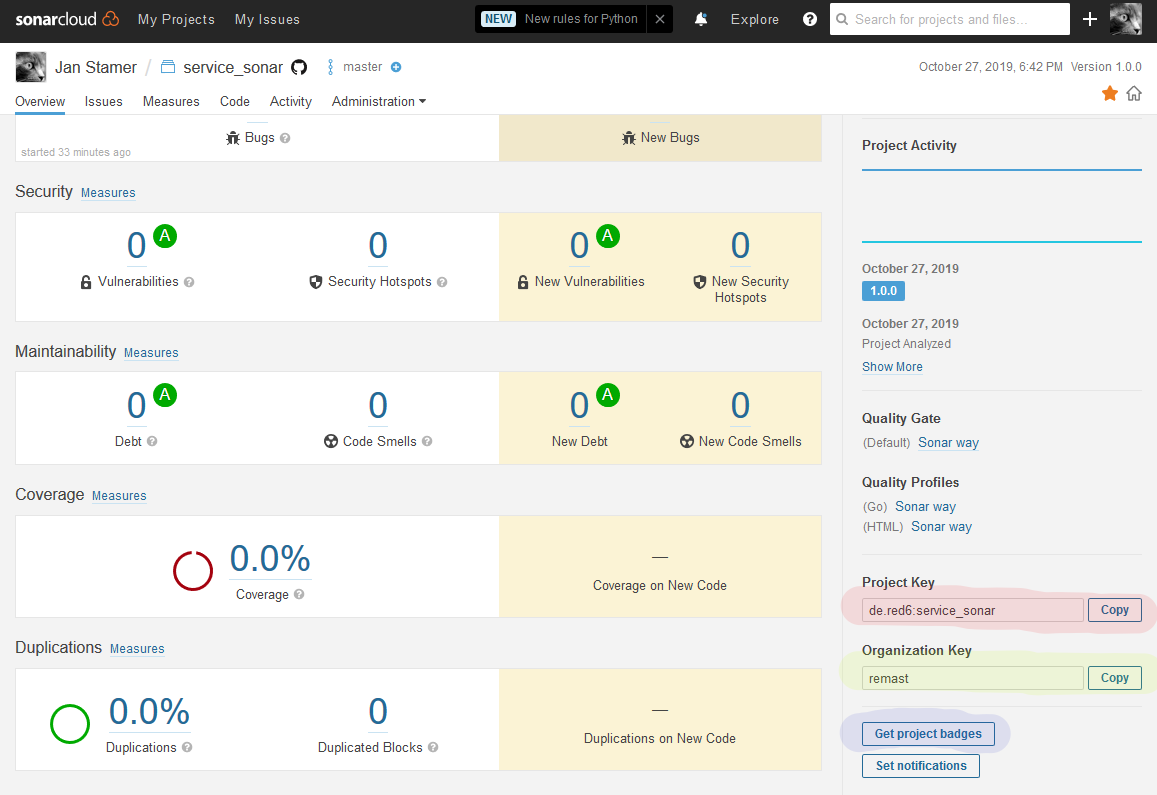 sonarcloud My Projects My Issues NEW New rules for Python Explore Search for projects and files...
Jan Stamer / service_sonar master October 27, 2019, 6:42 PM Version 1.0.0
Overview Issues Measures Code Activity Administration
Bugs New Bugs
started 33 minutes ago
Security Measures
0 A 0 0 A 0
Vulnerabilities Security Hotspots New Vulnerabilities New Security
Hotspots
Maintainability Measures
0 A 0 0 A 0
Debt Code Smells New Debt New Code Smells
Coverage Measures
0.0% —
Coverage Coverage on New Code
Duplications Measures
0.0% 0 —
Duplications Duplicated Blocks Duplications on New Code
Project Activity
October 27, 2019
1.0.0
October 27, 2019
Project Analyzed
Show More
Quality Gate
(Default) Sonar way
Quality Profiles
(Go) Sonar way
(HTML) Sonar way
Project Key
de.red6:service_sonar Copy
Organization Key
remast Copy
Get project badges
Set notifications